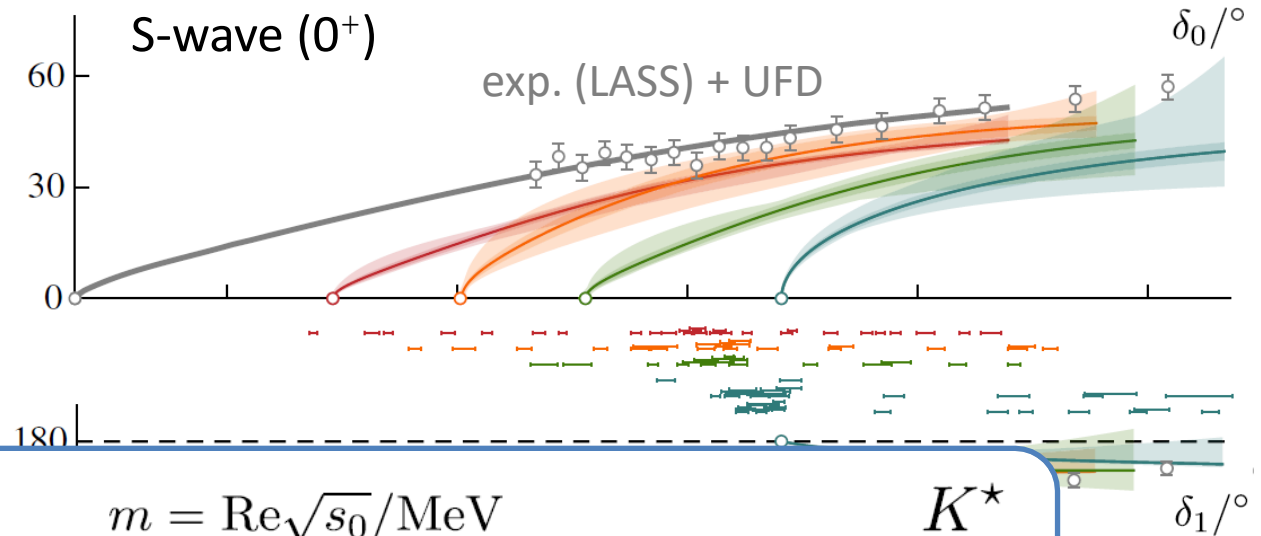 S-wave (0⁺)
δ₀/°
60
exp. (LASS) + UFD
30
0
180
m = Re√s₀/MeV
K⋆
δ₁/°